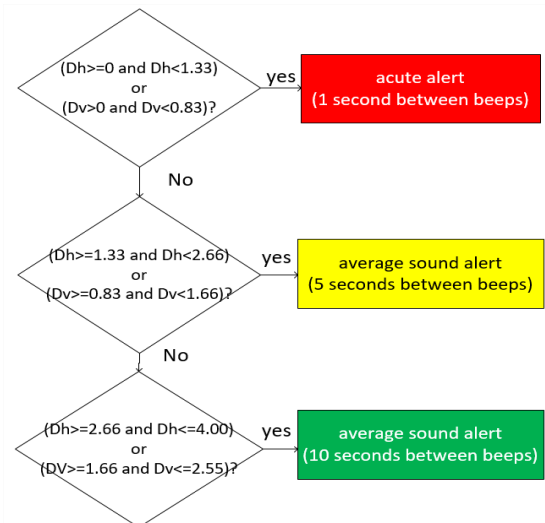 (Dh>=0 and Dh<1.33)
or
(Dv>0 and Dv<0.83)?
yes
acute alert
(1 second between beeps)
No
(Dh>=1.33 and Dh<2.66)
or
(Dv>=0.83 and Dv<1.66)?
yes
average sound alert
(5 seconds between beeps)
No
(Dh>=2.66 and Dh<=4.00)
or
(DV>=1.66 and Dv<=2.55)?
yes
average sound alert
(10 seconds between beeps)